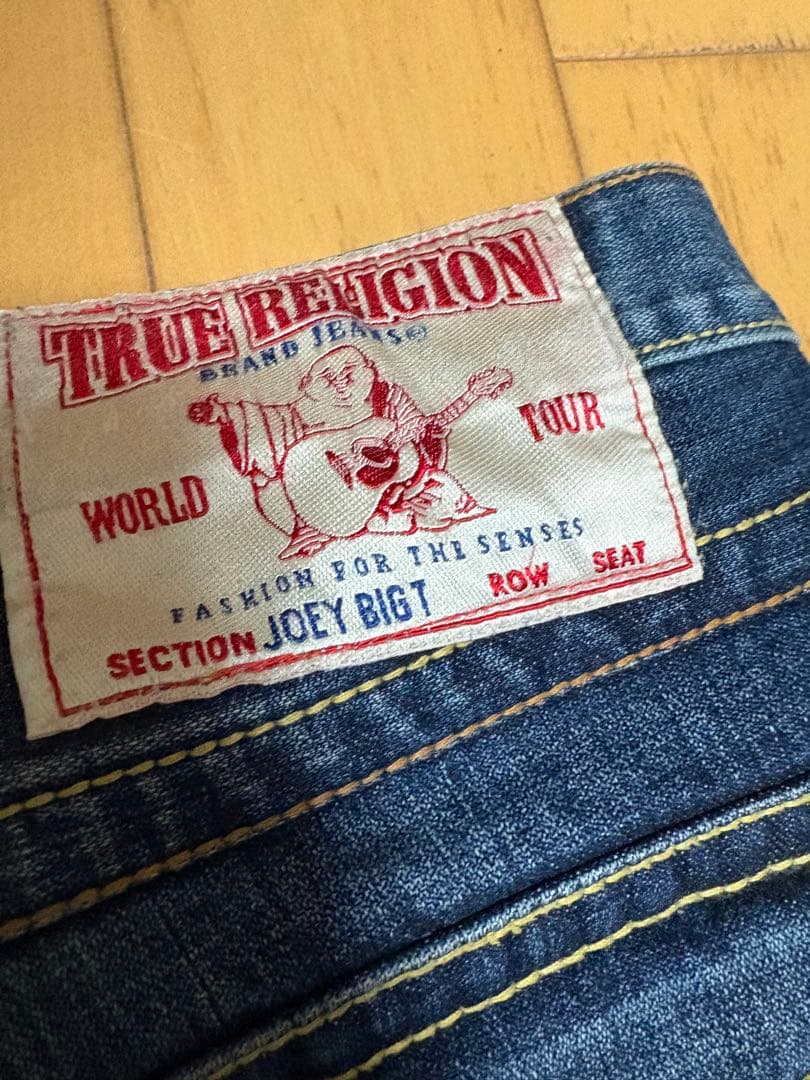 TRUE RELIGION
BRAND JEANS®
WORLD TOUR
FASHION FOR THE SENSES
SECTION JOEY BIG T ROW SEAT